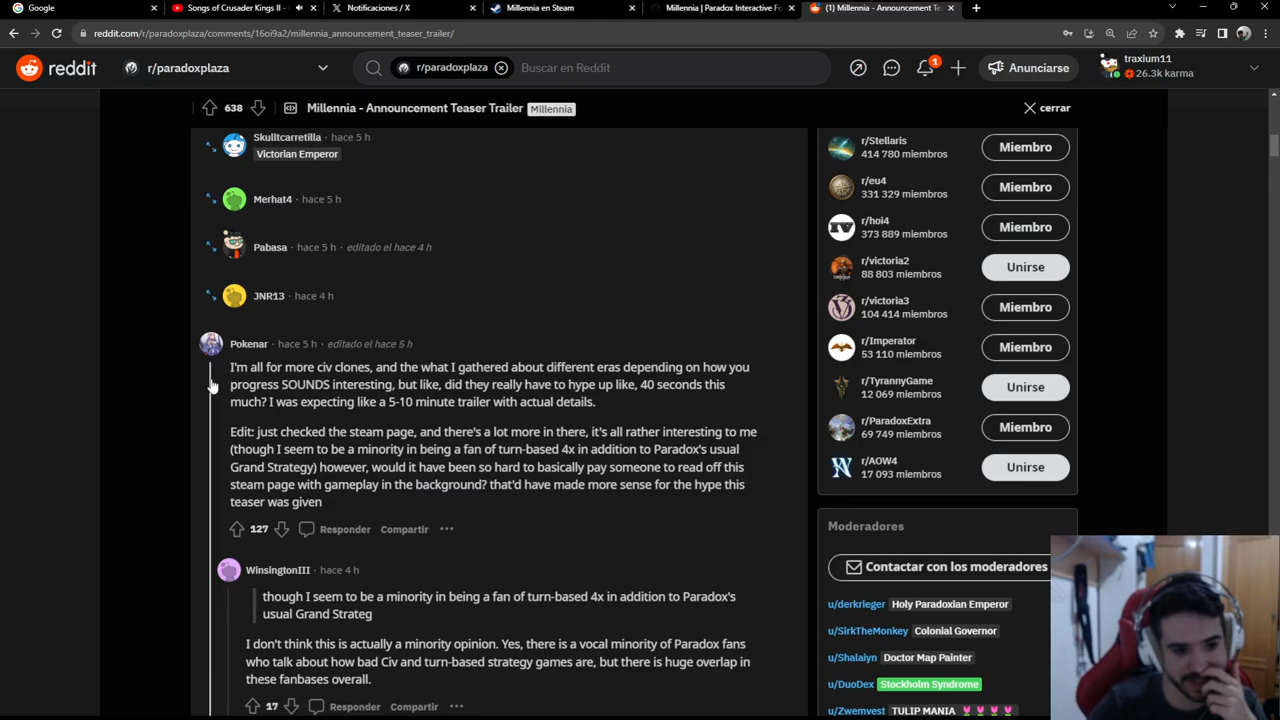 Google
Songs of Crusader Kings II -
Notificaciones / X
Millennia en Steam
Millennia | Paradox Interactive Fo
(1) Millennia - Announcement Te
reddit.com/r/paradoxplaza/comments/16oi9a2/millennia_announcement_teaser_trailer/
reddit
r/paradoxplaza
r/paradoxplaza
Buscar en Reddit
1
Anunciarse
traxium11
26.3k karma
638
Millennia - Announcement Teaser Trailer
Millennia
cerrar
Skulltcarretilla · hace 5 h
Victorian Emperor
Merhat4 · hace 5 h
Pabasa · hace 5 h · editado el hace 4 h
JNR13 · hace 4 h
Pokenar · hace 5 h · editado el hace 5 h
I'm all for more civ clones, and the what I gathered about different eras depending on how you
progress SOUNDS interesting, but like, did they really have to hype up like, 40 seconds this
much? I was expecting like a 5-10 minute trailer with actual details.
Edit: just checked the steam page, and there's a lot more in there, it's all rather interesting to me
(though I seem to be a minority in being a fan of turn-based 4x in addition to Paradox's usual
Grand Strategy) however, would it have been so hard to basically pay someone to read off this
steam page with gameplay in the background? that'd have made more sense for the hype this
teaser was given
127
Responder
Compartir
WinsingtonIII · hace 4 h
though I seem to be a minority in being a fan of turn-based 4x in addition to Paradox's
usual Grand Strateg
I don't think this is actually a minority opinion. Yes, there is a vocal minority of Paradox fans
who talk about how bad Civ and turn-based strategy games are, but there is huge overlap in
these fanbases overall.
17
Responder
Compartir
r/Stellaris
414 780 miembros
Miembro
r/eu4
331 329 miembros
Miembro
r/hoi4
373 889 miembros
Miembro
r/victoria2
88 803 miembros
Unirse
r/victoria3
104 414 miembros
Miembro
r/Imperator
53 110 miembros
Miembro
r/TyrannyGame
12 069 miembros
Unirse
r/ParadoxExtra
69 749 miembros
Miembro
r/AOW4
17 093 miembros
Unirse
Moderadores
Contactar con los moderadores
u/derkrieger Holy Paradoxian Emperor
u/SirkTheMonkey Colonial Governor
u/Shalaiyn Doctor Map Painter
u/DuoDex Stockholm Syndrome
u/Zwemvest TULIP MANIA 🌷🌷🌷🌷